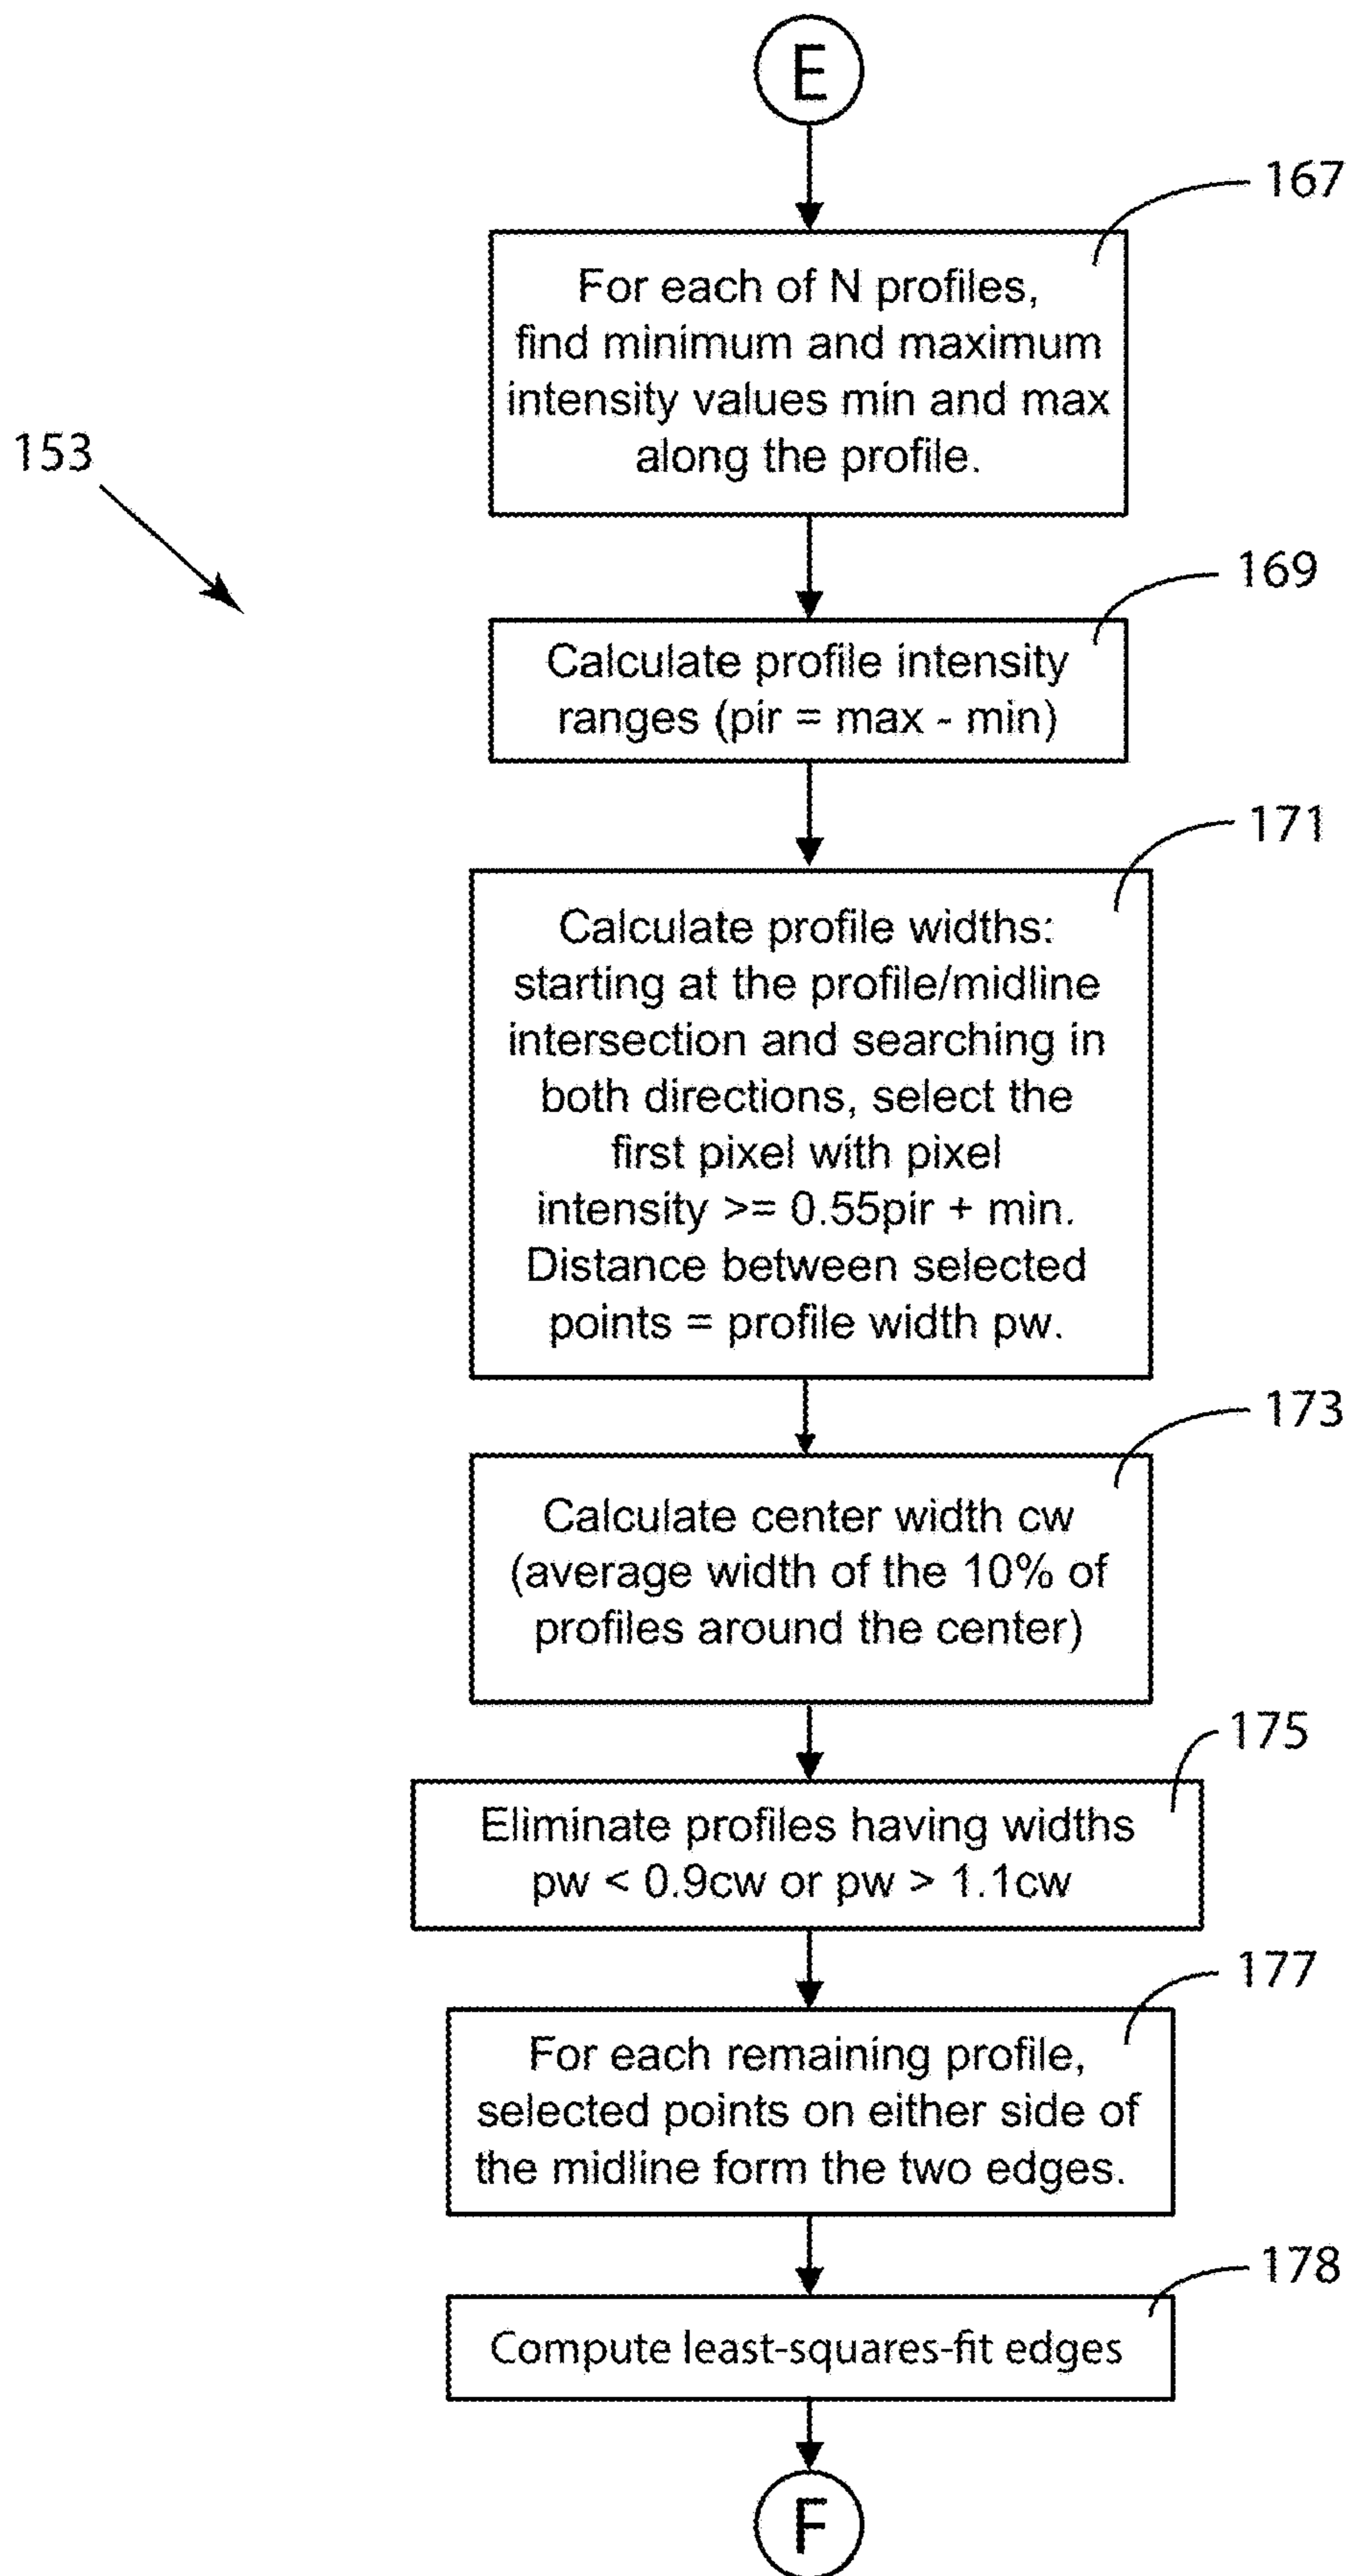 E
167
For each of N profiles,
find minimum and maximum
intensity values min and max
along the profile.
153
169
Calculate profile intensity
ranges (pir = max - min)
171
Calculate profile widths:
starting at the profile/midline
intersection and searching in
both directions, select the
first pixel with pixel
intensity >= 0.55pir + min.
Distance between selected
points = profile width pw.
173
Calculate center width cw
(average width of the 10% of
profiles around the center)
175
Eliminate profiles having widths
pw < 0.9cw or pw > 1.1cw
177
For each remaining profile,
selected points on either side of
the midline form the two edges.
178
Compute least-squares-fit edges
F